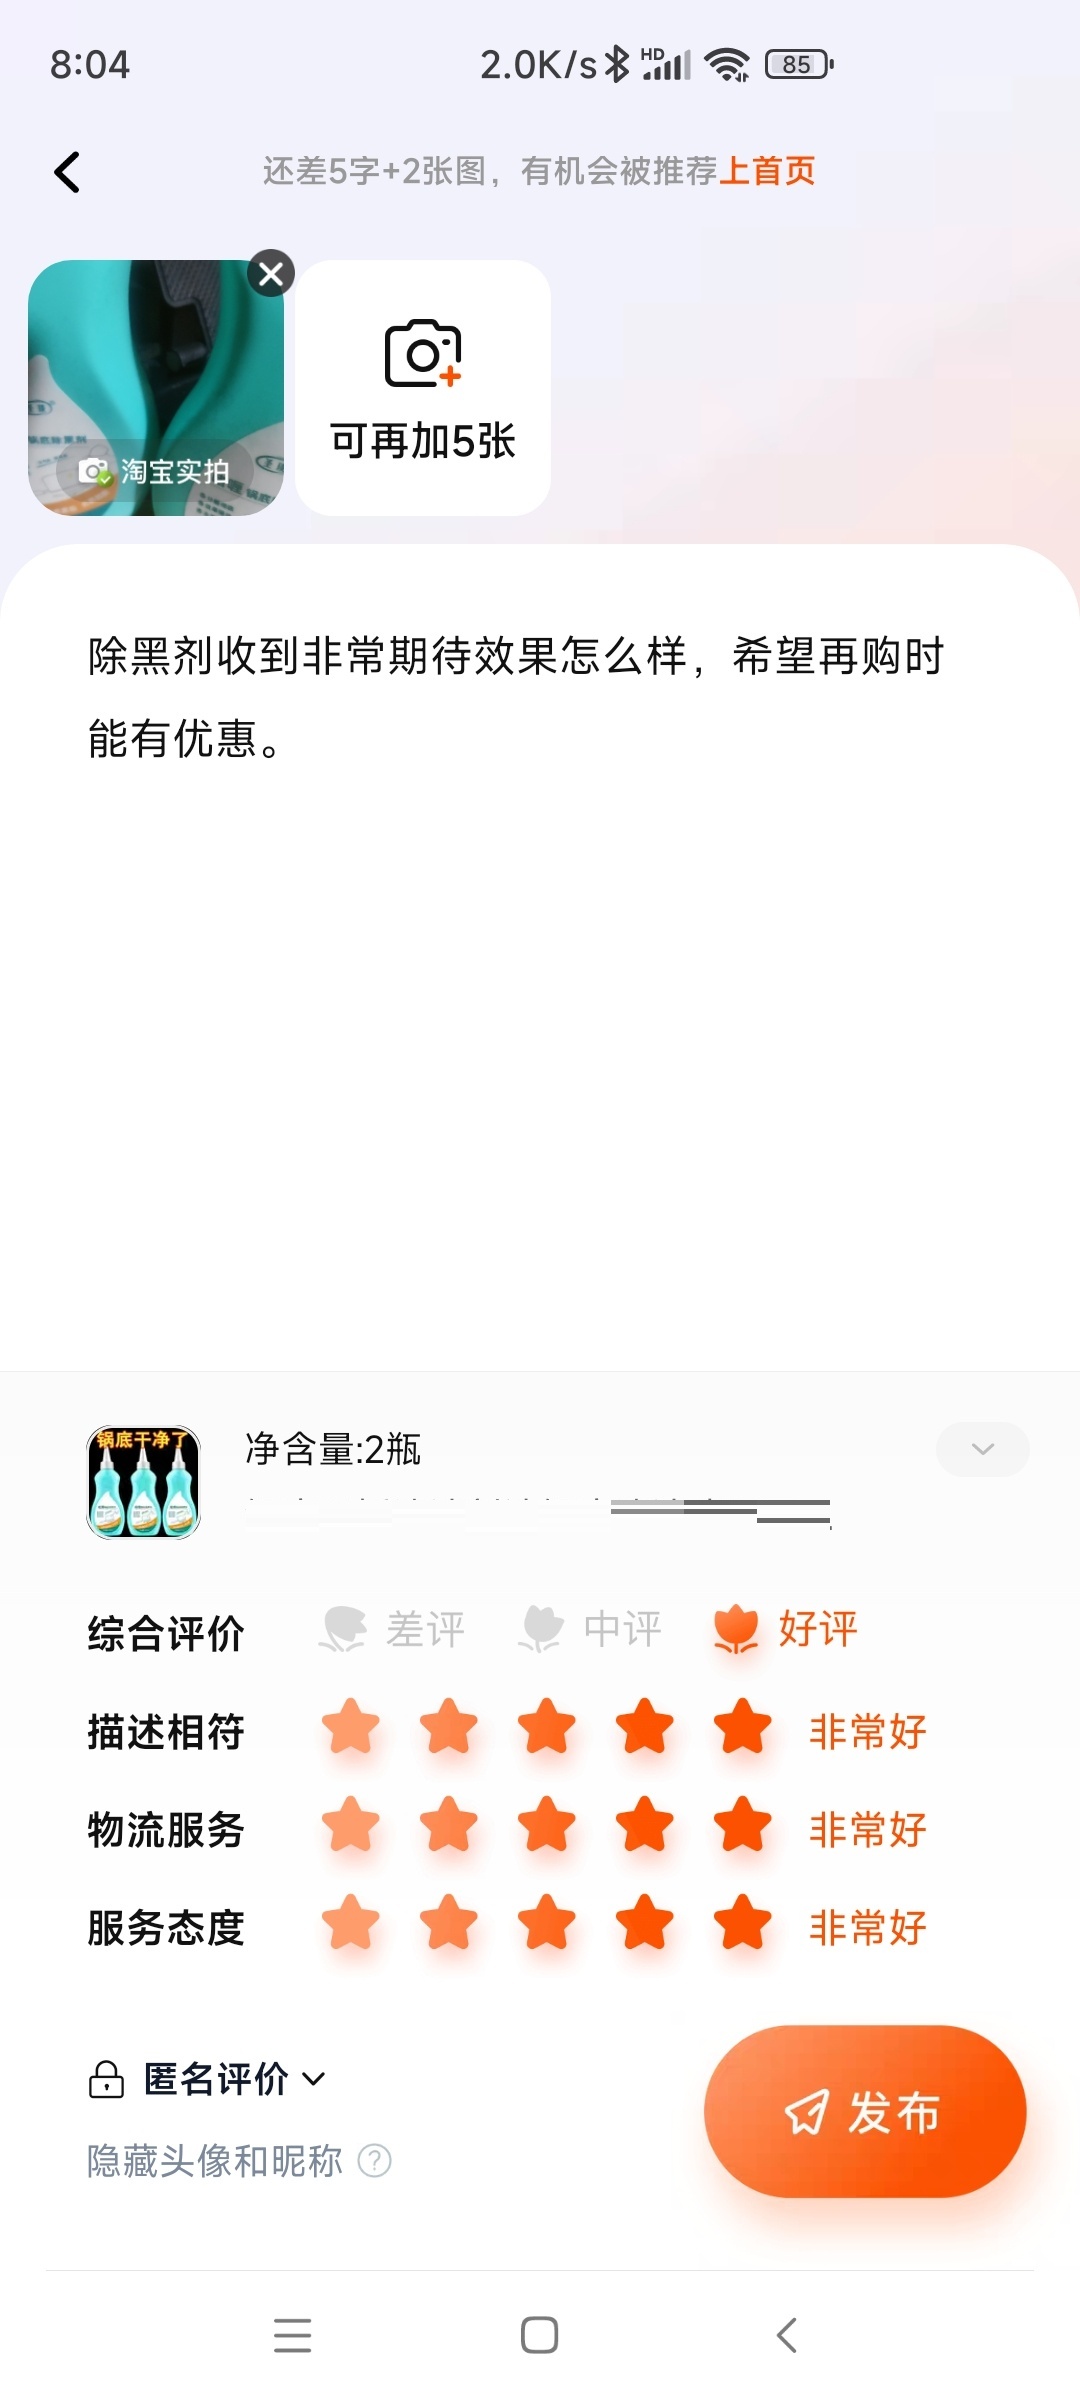 8:04
2.0K/s HD 85
还差5字+2张图，有机会被推荐上首页
淘宝实拍
可再加5张
除黑剂收到非常期待效果怎么样，希望再购时
能有优惠。
锅底干净了
净含量:2瓶
综合评价 差评 中评 好评
描述相符 非常好
物流服务 非常好
服务态度 非常好
匿名评价
发布
隐藏头像和昵称 ?